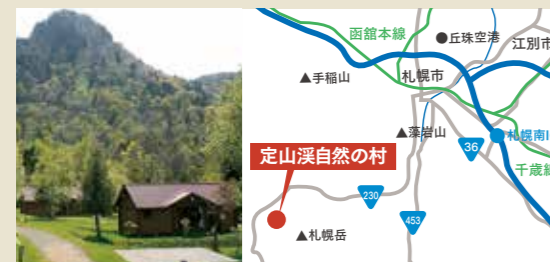 函館本線
●丘珠空港
江別市
▲手稲山
札幌市
▲藻岩山
札幌南I
36
千歳線
定山渓自然の村
230
453
▲札幌岳